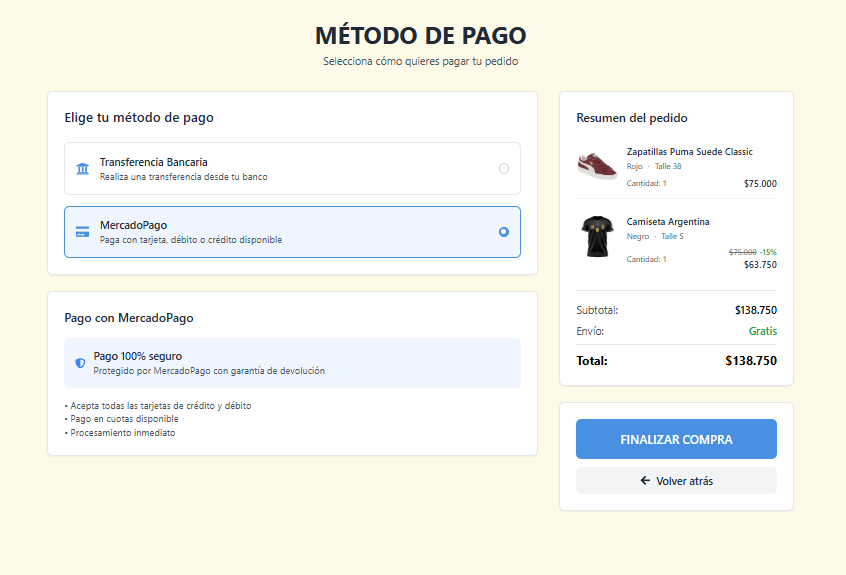 MÉTODO DE PAGO
Selecciona cómo quieres pagar tu pedido
Elige tu método de pago
Transferencia Bancaria
Realiza una transferencia desde tu banco
MercadoPago
Paga con tarjeta, débito o crédito disponible
Pago con MercadoPago
Pago 100% seguro
Protegido por MercadoPago con garantía de devolución
• Acepta todas las tarjetas de crédito y débito
• Pago en cuotas disponible
• Procesamiento inmediato
Resumen del pedido
Zapatillas Puma Suede Classic
Rojo · Talle 38
Cantidad: 1 $75.000
Camiseta Argentina
Negro · Talle S
$75.000 -15%
Cantidad: 1 $63.750
Subtotal: $138.750
Envío: Gratis
Total: $138.750
FINALIZAR COMPRA
← Volver atrás